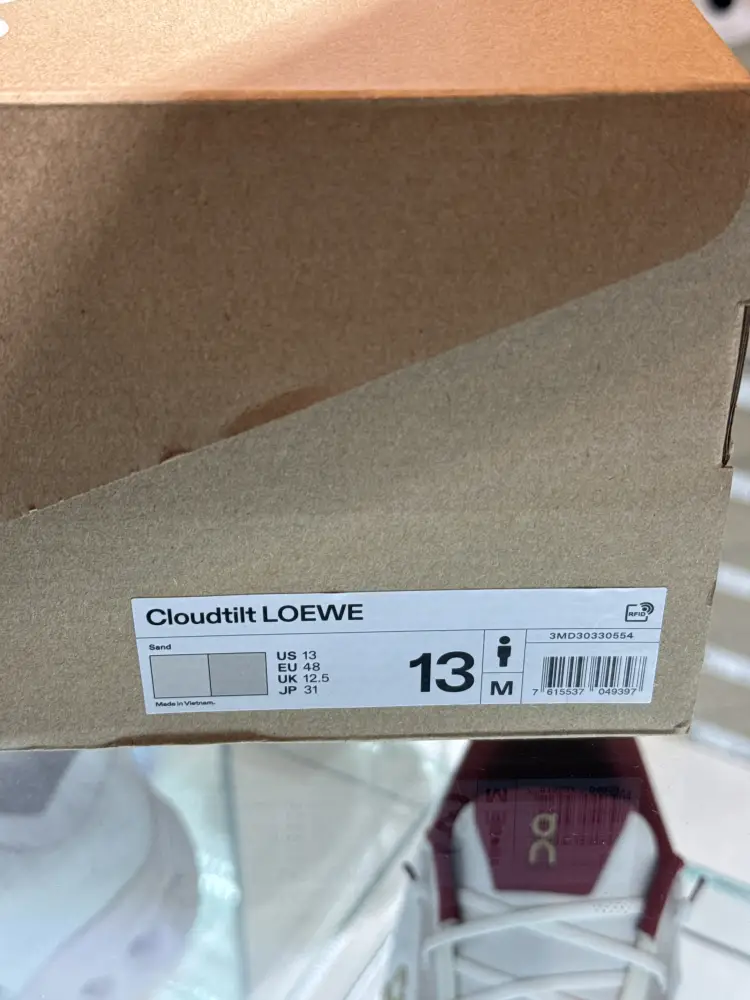 Cloudtilt LOEWE
RFID
Sand
US 13
EU 48
UK 12.5
JP 31
Made in Vietnam.
13
M
3MD30330554
7 615537 049397